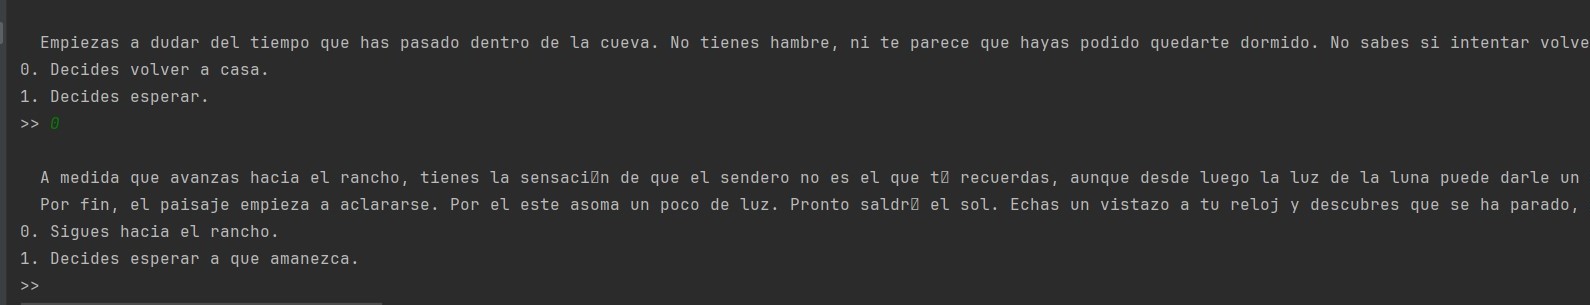 Empiezas a dudar del tiempo que has pasado dentro de la cueva. No tienes hambre, ni te parece que hayas podido quedarte dormido. No sabes si intentar volve
0. Decides volver a casa.
1. Decides esperar.
>> 0
A medida que avanzas hacia el rancho, tienes la sensaci�n de que el sendero no es el que t� recuerdas, aunque desde luego la luz de la luna puede darle un
Por fin, el paisaje empieza a aclararse. Por el este asoma un poco de luz. Pronto saldr� el sol. Echas un vistazo a tu reloj y descubres que se ha parado,
0. Sigues hacia el rancho.
1. Decides esperar a que amanezca.
>>